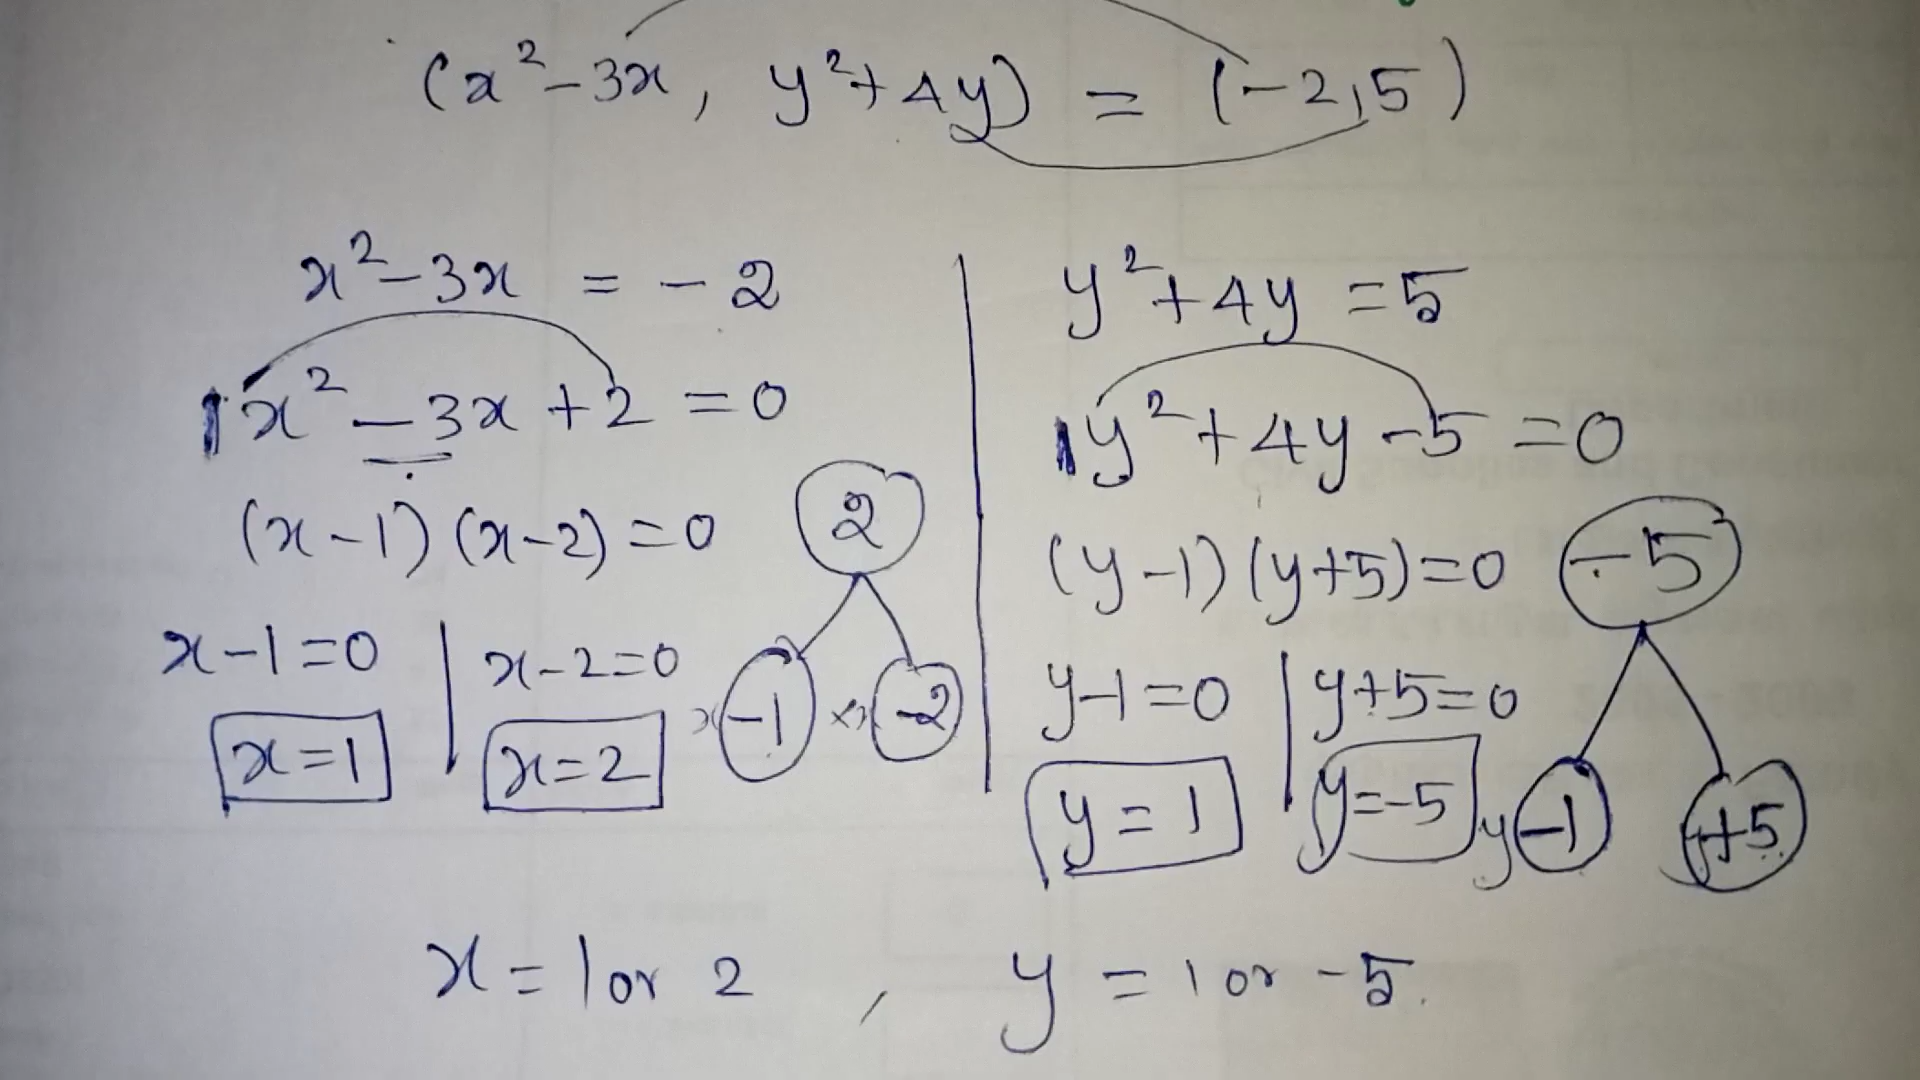 (x²-3x, y²+4y) = (-2,5)
x²-3x = -2
1x²-3x+2=0
(x-1)(x-2)=0
2
x-1=0 | x-2=0
-1 x -2
x=1
x=2
y²+4y=5
1y²+4y-5=0
(y-1)(y+5)=0
-5
y-1=0 | y+5=0
y=1
y=-5
y -1
+5
x = 1 or 2 , y = 1 or -5.